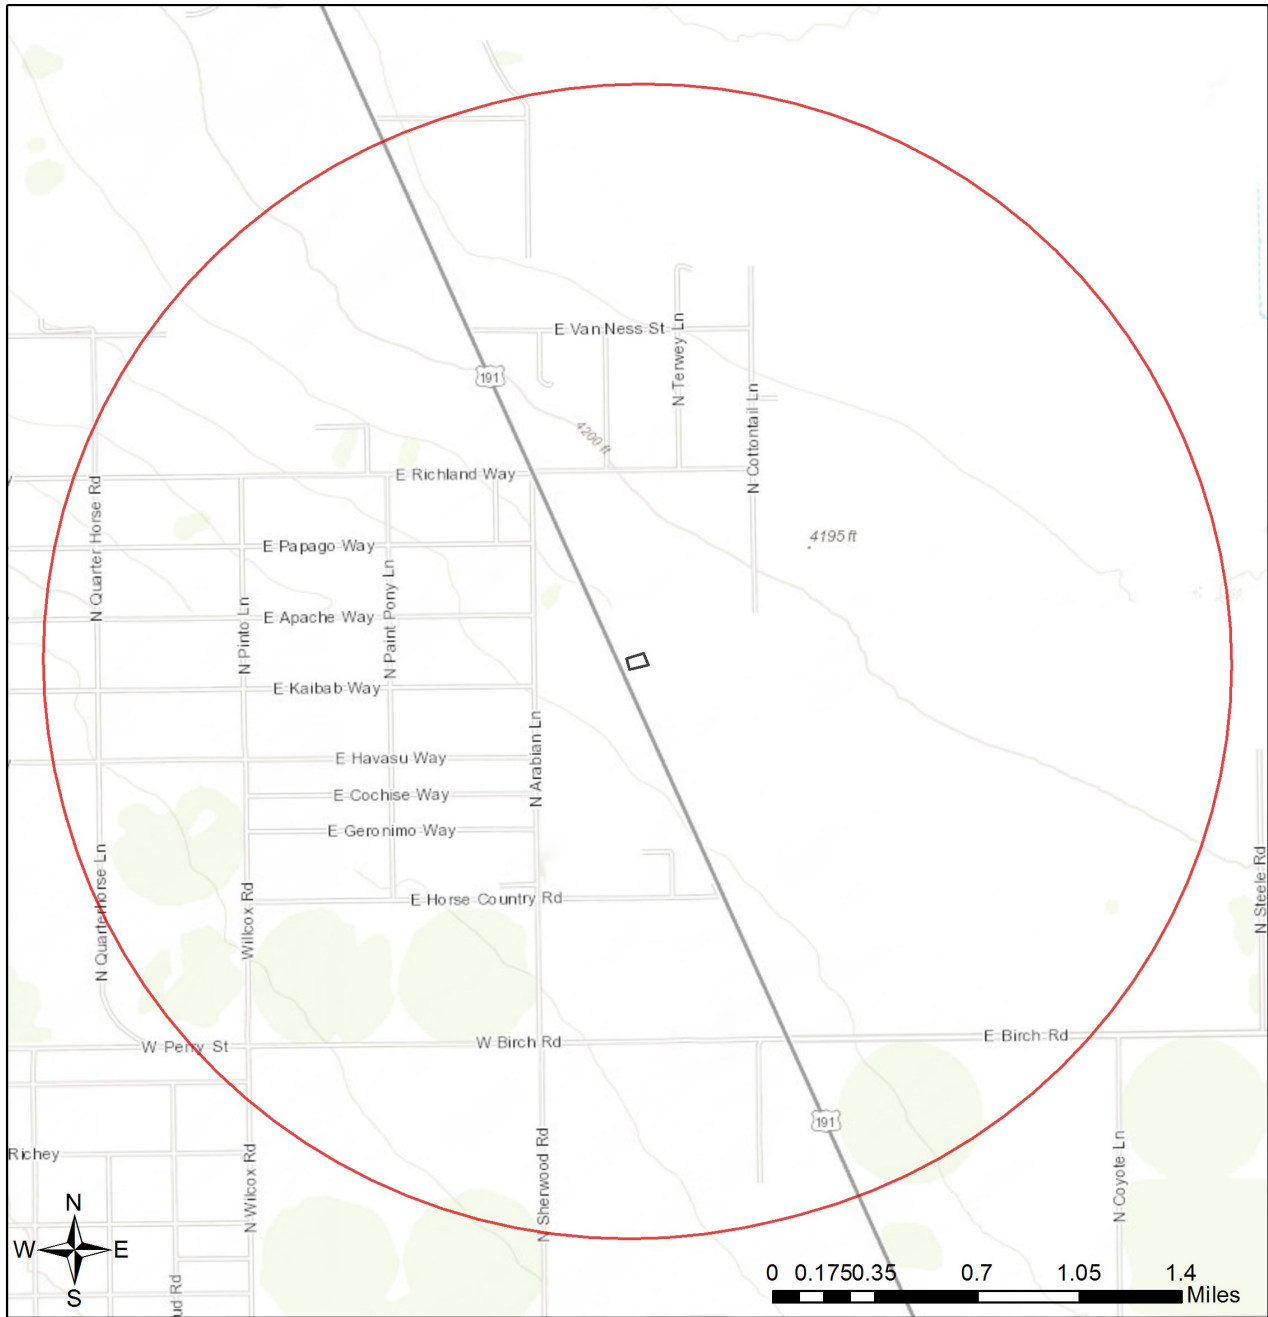 E Van Ness St
N Terwey Ln
191
N Cottontail Ln
4200 ft
E Richland Way
N Quarter Horse Rd
4195 ft
E Papago Way
N Paint Pony Ln
N Pinto Ln
E Apache Way
E Kaibab Way
N Arabian Ln
E Havasu Way
E Cochise Way
E Geronimo Way
N Quarterhorse Ln
Willcox Rd
E Horse Country Rd
N Steele Rd
W Perry St
W Birch Rd
E Birch Rd
191
Richey
N Wilcox Rd
N Sherwood Rd
N Coyote Ln
ud Rd
N
W E
S
0 0.175 0.35 0.7 1.05 1.4
Miles